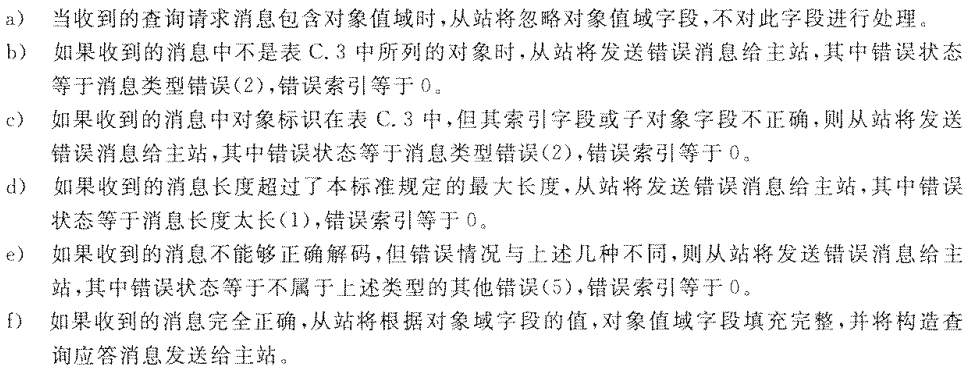 a) 当收到的查询请求消息包含对象值域时,从站将忽略对象值域字段,不对此字段进行处理。
b) 如果收到的消息中不是表 C.3 中所列的对象时,从站将发送错误消息给主站,其中错误状态
等于消息类型错误(2),错误索引等于 0。
c) 如果收到的消息中对象标识在表 C.3 中,但其索引字段或子对象字段不正确,则从站将发送
错误消息给主站,其中错误状态等于消息类型错误(2),错误索引等于 0。
d) 如果收到的消息长度超过了本标准规定的最大长度,从站将发送错误消息给主站,其中错误
状态等于消息长度太长(1),错误索引等于 0。
e) 如果收到的消息不能够正确解码,但错误情况与上述几种不同,则从站将发送错误消息给主
站,其中错误状态等于不属于上述类型的其他错误(5),错误索引等于 0。
f) 如果收到的消息完全正确,从站将根据对象域字段的值,对象值域字段填充完整,并将构造查
询应答消息发送给主站。